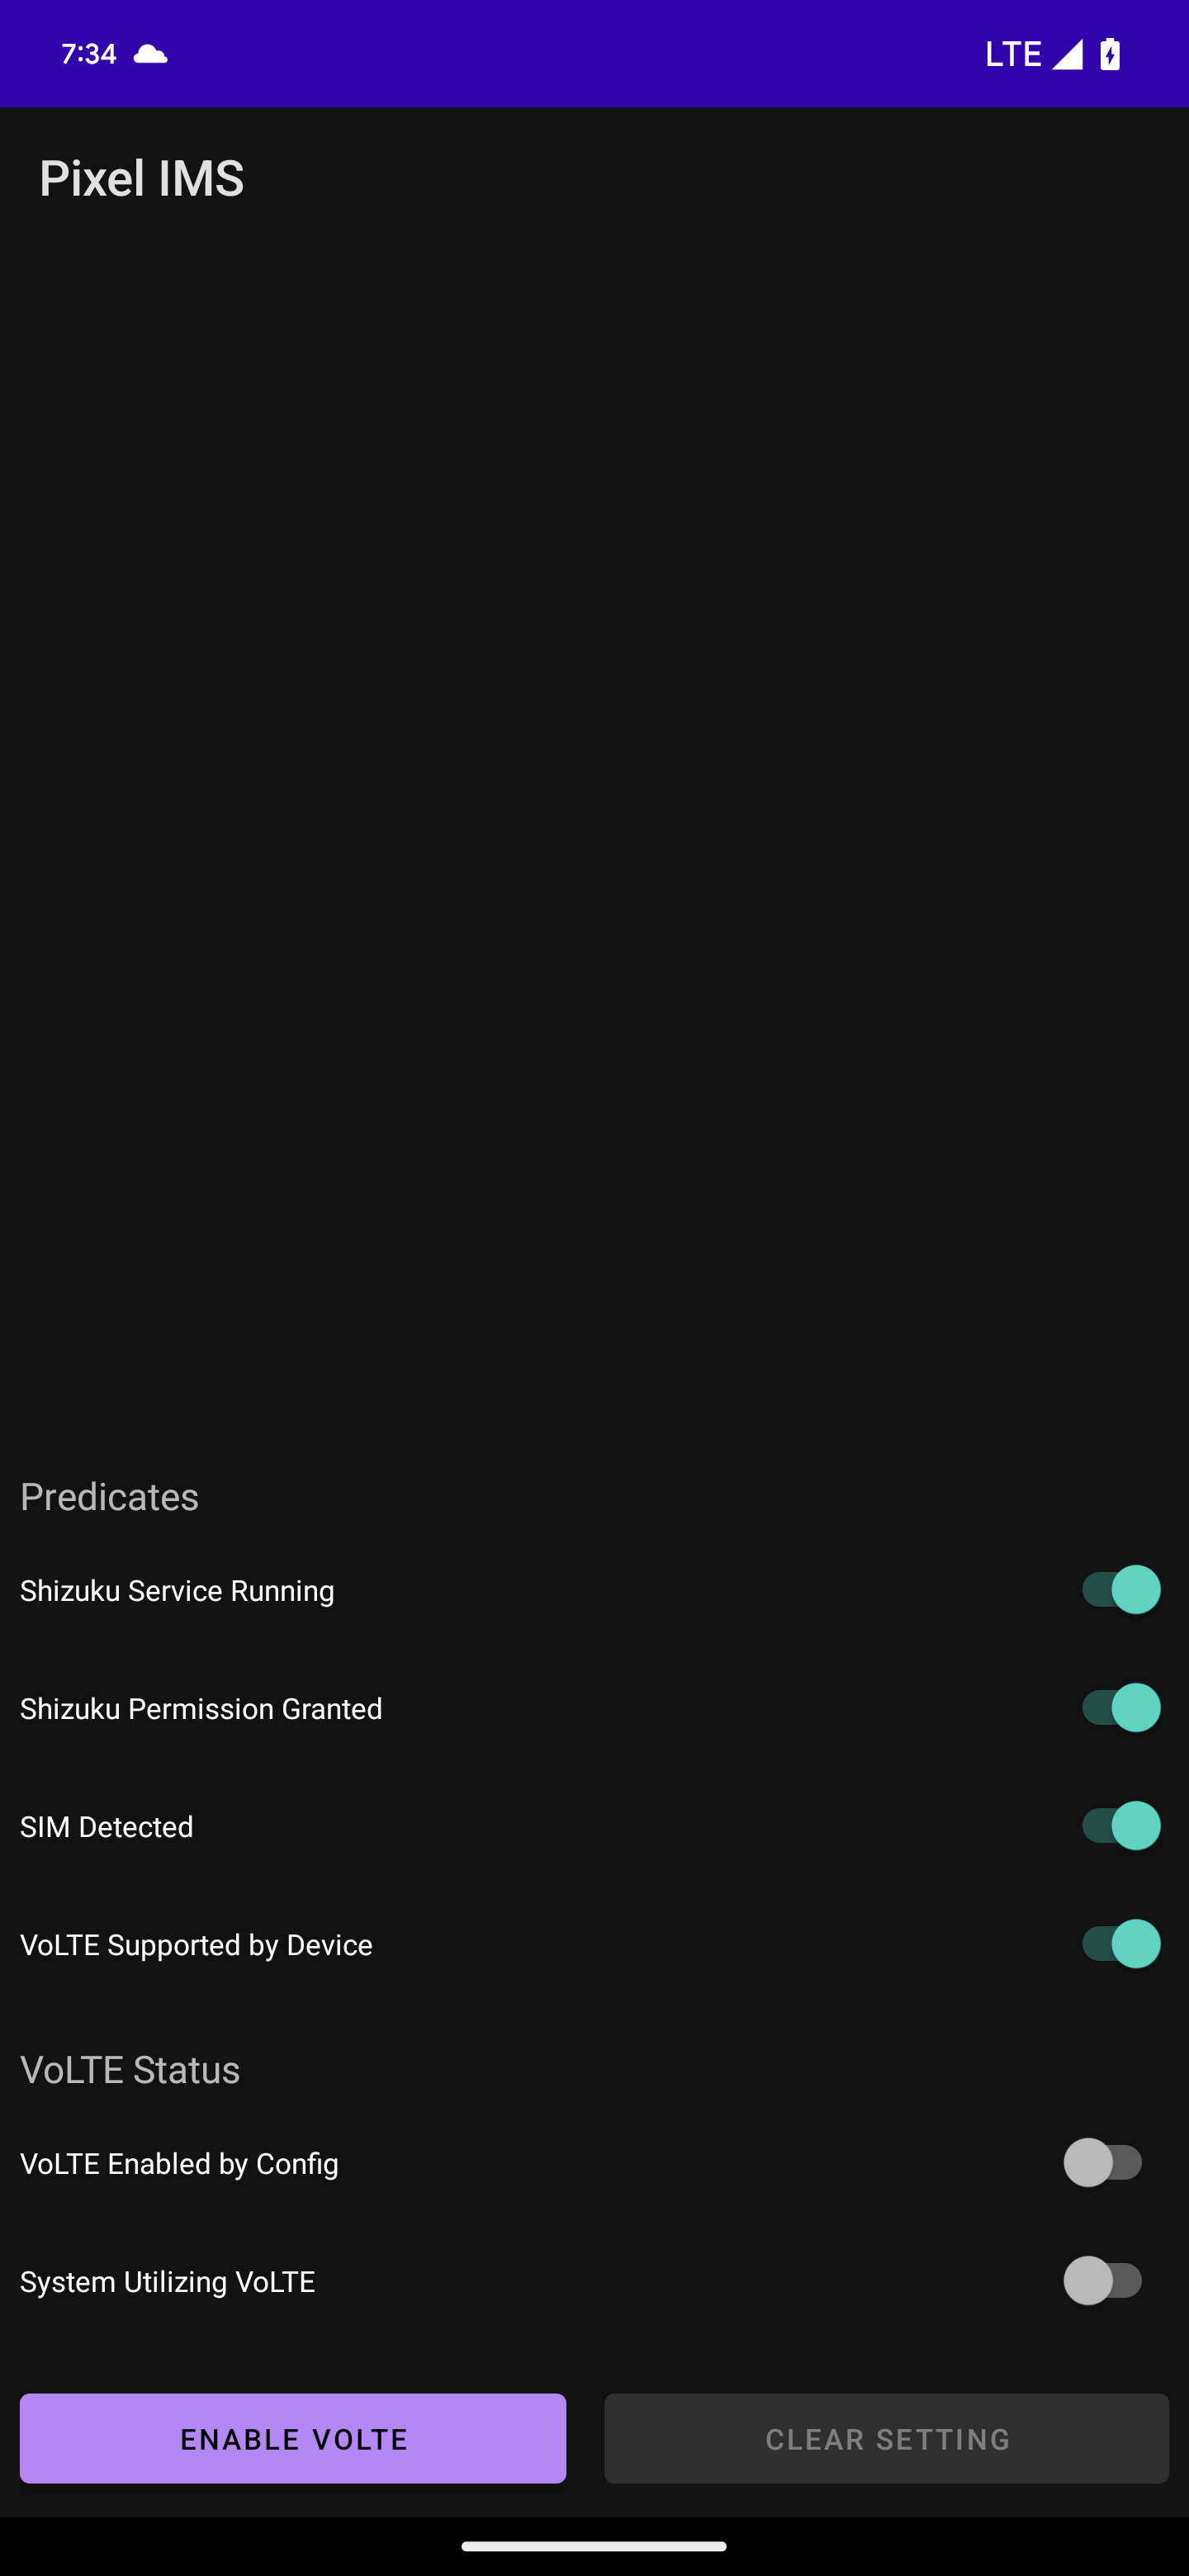 7:34
LTE
Pixel IMS
Predicates
Shizuku Service Running
Shizuku Permission Granted
SIM Detected
VoLTE Supported by Device
VoLTE Status
VoLTE Enabled by Config
System Utilizing VoLTE
ENABLE VOLTE
CLEAR SETTING